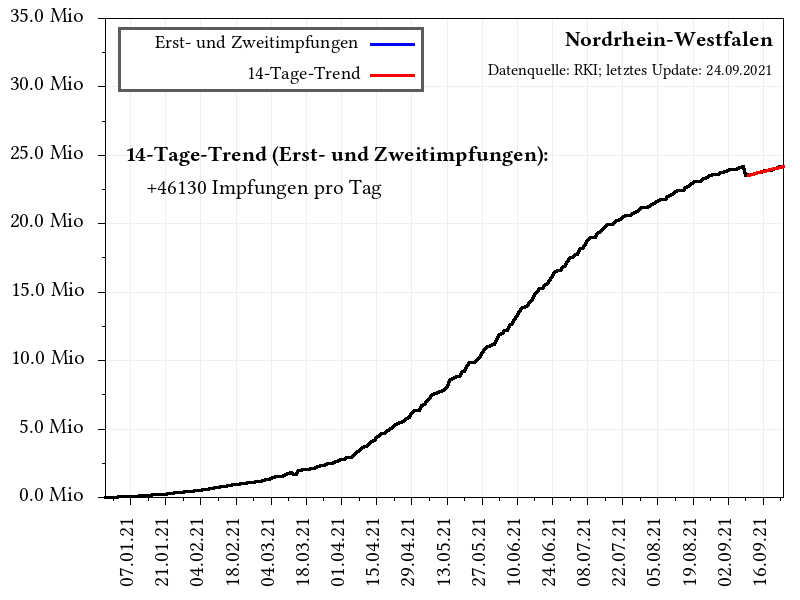 35.0 Mio
30.0 Mio
25.0 Mio
20.0 Mio
15.0 Mio
10.0 Mio
5.0 Mio
0.0 Mio
Erst- und Zweitimpfungen
14-Tage-Trend
Nordrhein-Westfalen
Datenquelle: RKI; letztes Update: 24.09.2021
14-Tage-Trend (Erst- und Zweitimpfungen):
+46130 Impfungen pro Tag
07.01.21
21.01.21
04.02.21
18.02.21
04.03.21
18.03.21
01.04.21
15.04.21
29.04.21
13.05.21
27.05.21
10.06.21
24.06.21
08.07.21
22.07.21
05.08.21
19.08.21
02.09.21
16.09.21